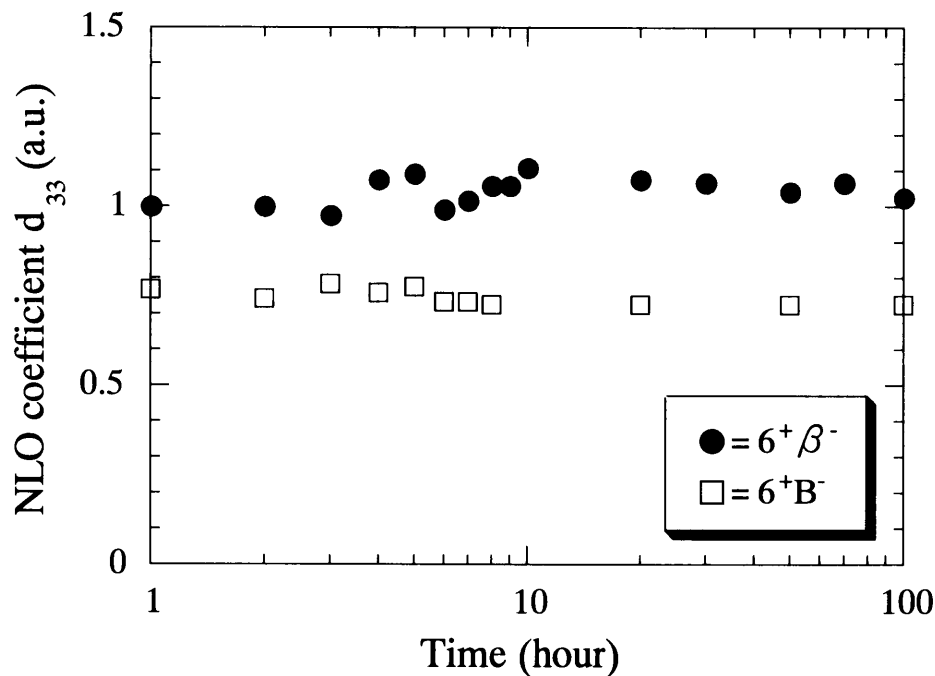 1.5
1
0.5
0
NLO coefficient d₃₃ (a.u.)
● = 6⁺β⁻
□ = 6⁺B⁻
1 10 100
Time (hour)